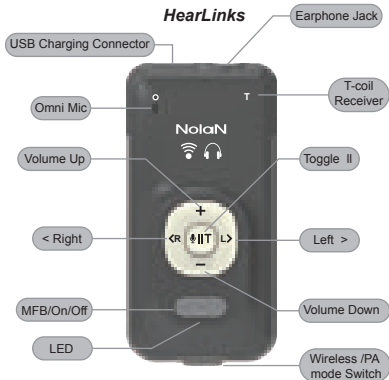 HearLinks
Earphone Jack
USB Charging Connector
T-coil
Receiver
O
T
Omni Mic
NolaN
Volume Up
Toggle II
+
< Right
<R
IIT
L>
Left >
−
MFB/On/Off
Volume Down
LED
Wireless /PA
mode Switch